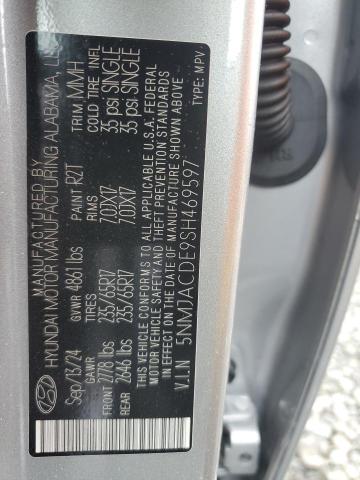 MANUFACTURED BY
HYUNDAI MOTOR MANUFACTURING ALABAMA, LLC
Sep/13/24 GVWR 4861 lbs PAINT R2T TRIM MMH
GAWR TIRES RIMS COLD TIRE INFL
FRONT 2778 lbs 235/65R17 7.0JX17 35 psi SINGLE
REAR 2646 lbs 235/65R17 7.0JX17 35 psi SINGLE
THIS VEHICLE CONFORMS TO ALL APPLICABLE U.S.A. FEDERAL
MOTOR VEHICLE SAFETY AND THEFT PREVENTION STANDARDS
IN EFFECT ON THE DATE OF MANUFACTURE SHOWN ABOVE
V.I.N 5NMJACDE9SH469597 TYPE: MPV